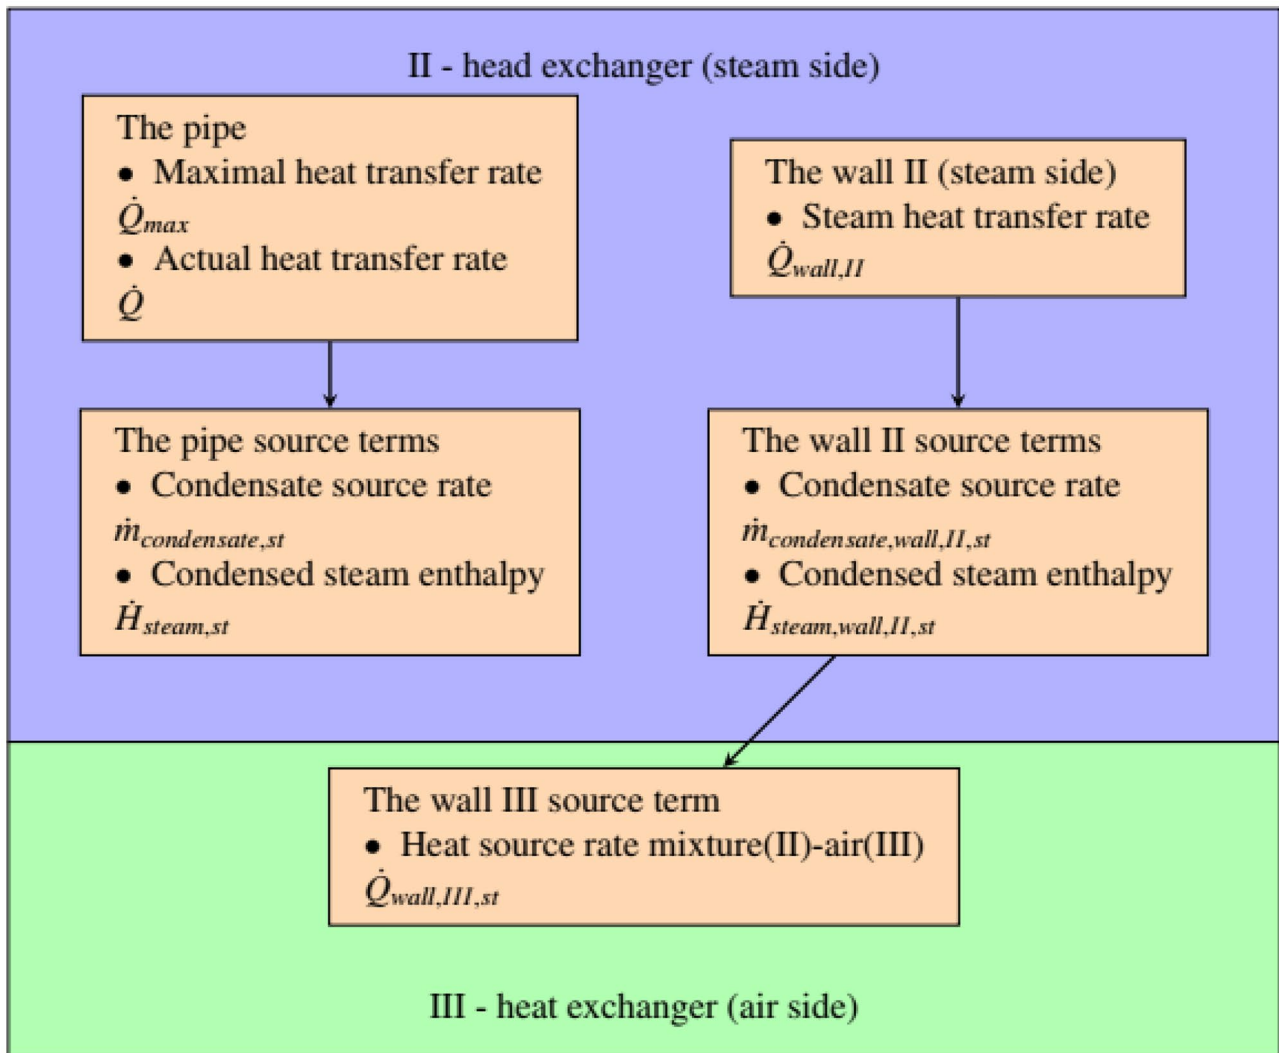 II - head exchanger (steam side)
The pipe
• Maximal heat transfer rate
Q̇max
• Actual heat transfer rate
Q̇
The wall II (steam side)
• Steam heat transfer rate
Q̇wall,II
The pipe source terms
• Condensate source rate
ṁcondensate,st
• Condensed steam enthalpy
Ḣsteam,st
The wall II source terms
• Condensate source rate
ṁcondensate,wall,II,st
• Condensed steam enthalpy
Ḣsteam,wall,II,st
The wall III source term
• Heat source rate mixture(II)-air(III)
Q̇wall,III,st
III - heat exchanger (air side)